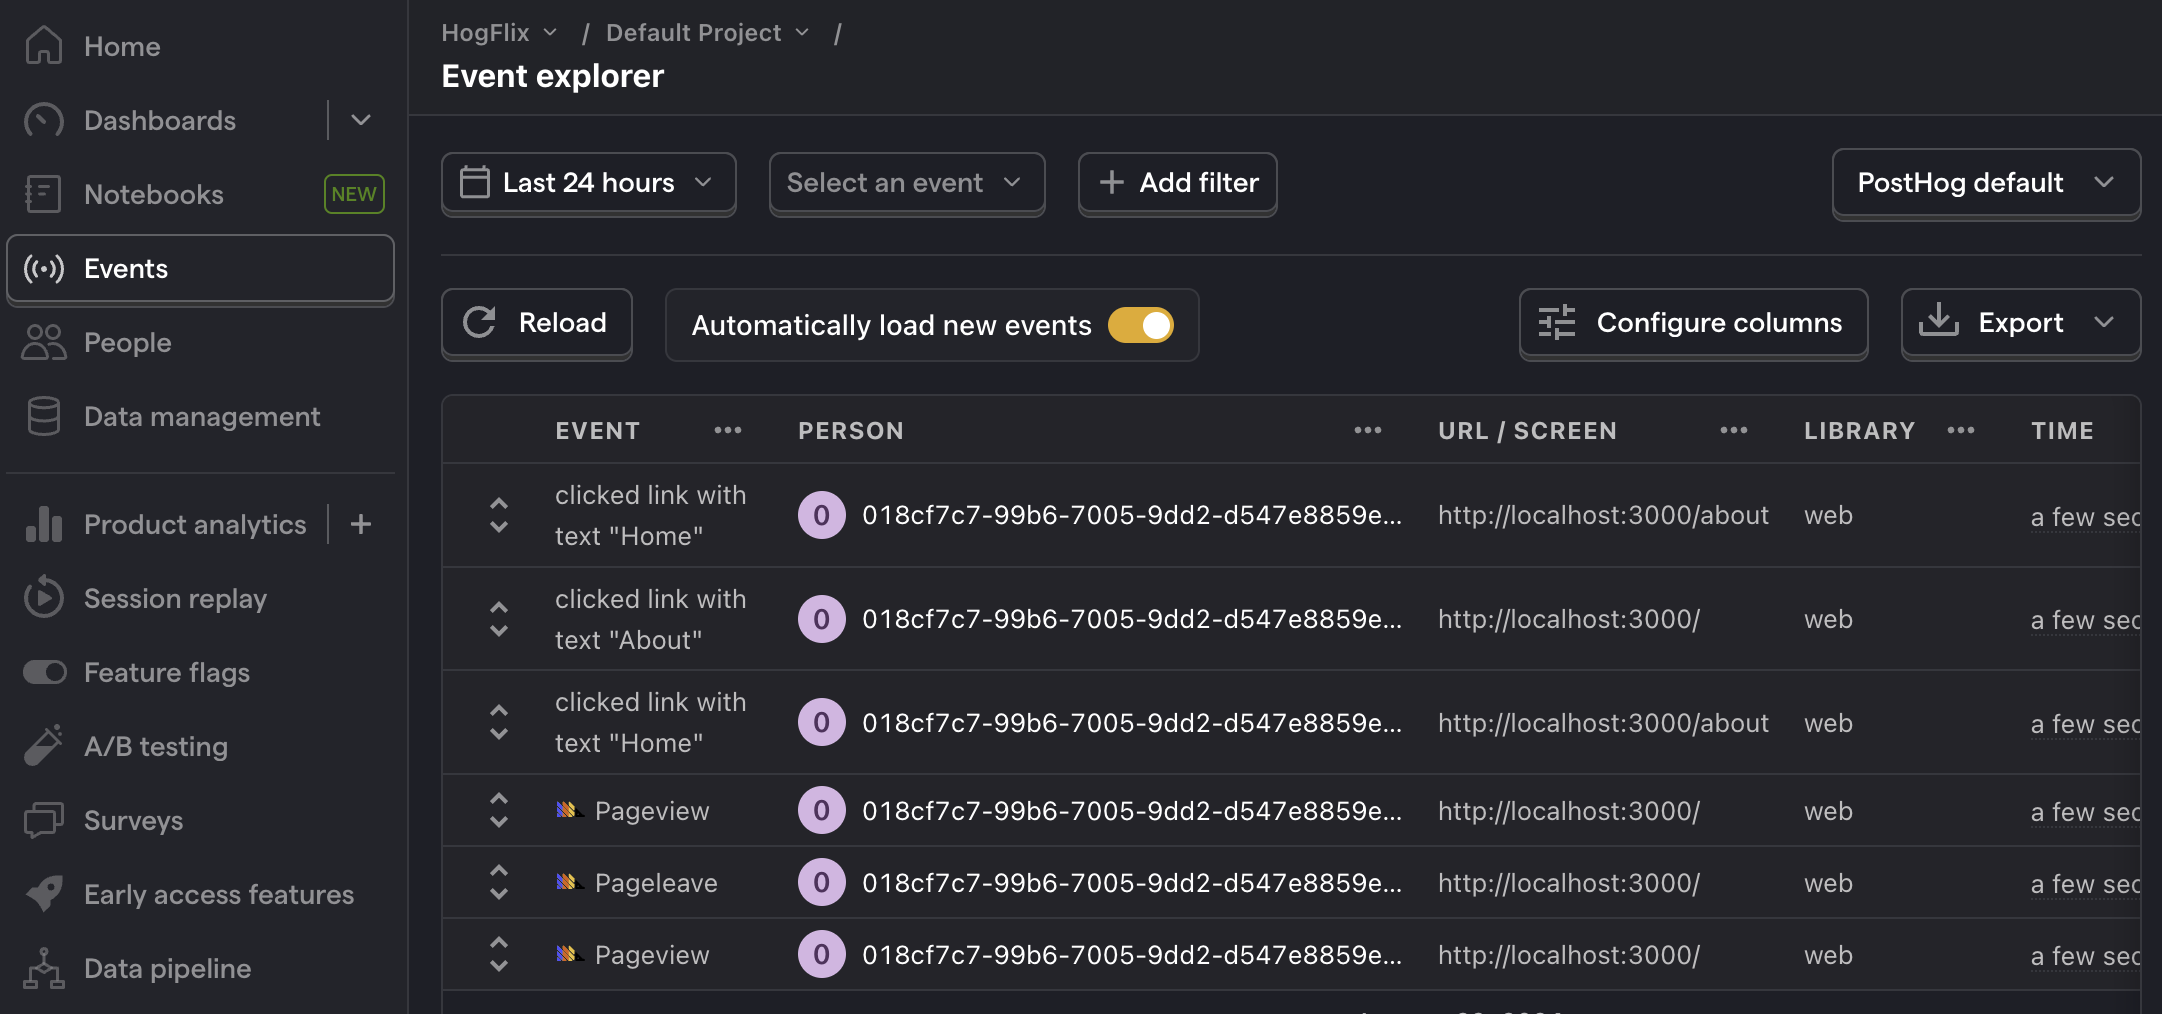 Home
Dashboards
Notebooks NEW
Events
People
Data management
Product analytics
Session replay
Feature flags
A/B testing
Surveys
Early access features
Data pipeline
HogFlix / Default Project /
Event explorer
Last 24 hours Select an event Add filter PostHog default
Reload Automatically load new events Configure columns Export
EVENT PERSON URL / SCREEN LIBRARY TIME
clicked link with
text "Home"
0 018cf7c7-99b6-7005-9dd2-d547e8859e... http://localhost:3000/about web a few sec
clicked link with
text "About"
0 018cf7c7-99b6-7005-9dd2-d547e8859e... http://localhost:3000/ web a few sec
clicked link with
text "Home"
0 018cf7c7-99b6-7005-9dd2-d547e8859e... http://localhost:3000/about web a few sec
Pageview 0 018cf7c7-99b6-7005-9dd2-d547e8859e... http://localhost:3000/ web a few sec
Pageleave 0 018cf7c7-99b6-7005-9dd2-d547e8859e... http://localhost:3000/ web a few sec
Pageview 0 018cf7c7-99b6-7005-9dd2-d547e8859e... http://localhost:3000/ web a few sec